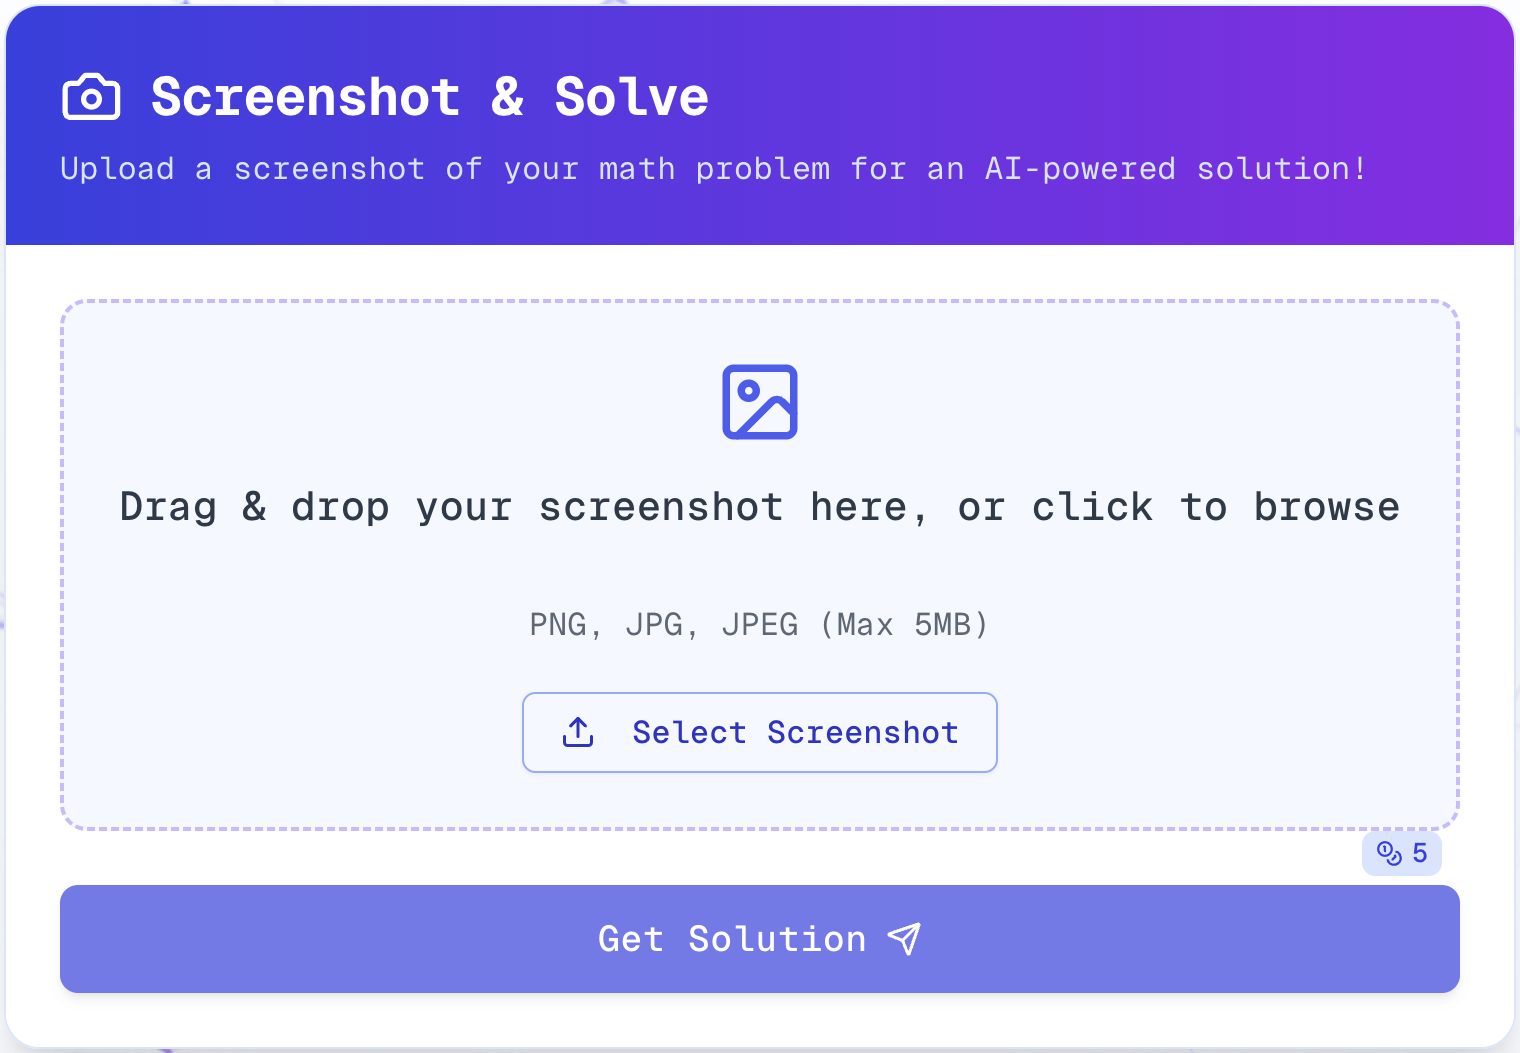 Screenshot & Solve
Upload a screenshot of your math problem for an AI-powered solution!
Drag & drop your screenshot here, or click to browse
PNG, JPG, JPEG (Max 5MB)
Select Screenshot
5
Get Solution